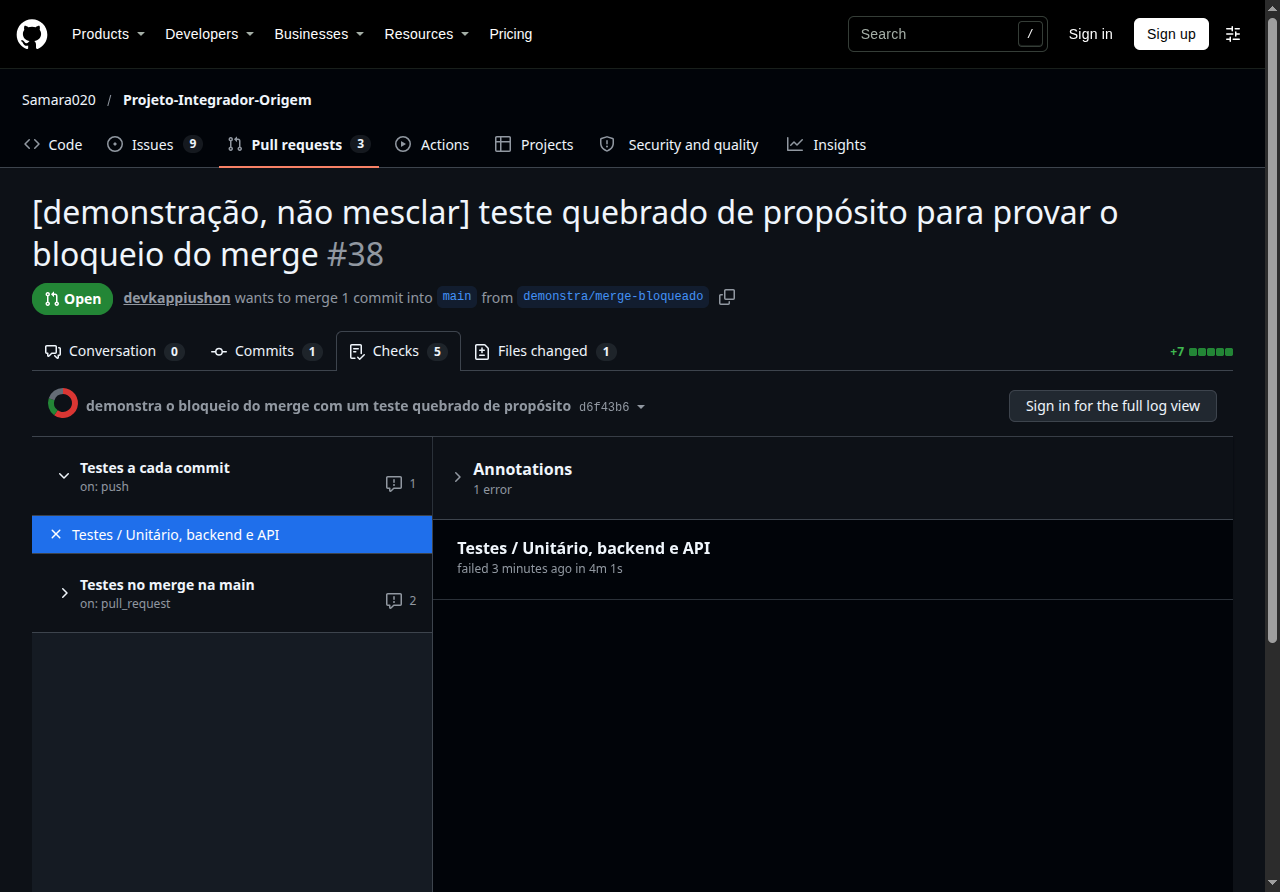 Products Developers Businesses Resources Pricing Search / Sign in Sign up
Samara020 / Projeto-Integrador-Origem
Code Issues 9 Pull requests 3 Actions Projects Security and quality Insights
[demonstração, não mesclar] teste quebrado de propósito para provar o
bloqueio do merge #38
Open devkappiushon wants to merge 1 commit into main from demonstra/merge-bloqueado
Conversation 0 Commits 1 Checks 5 Files changed 1 +7
demonstra o bloqueio do merge com um teste quebrado de propósito d6f43b6 Sign in for the full log view
Testes a cada commit
on: push 1
Testes / Unitário, backend e API
Testes no merge na main
on: pull_request 2
Annotations
1 error
Testes / Unitário, backend e API
failed 3 minutes ago in 4m 1s